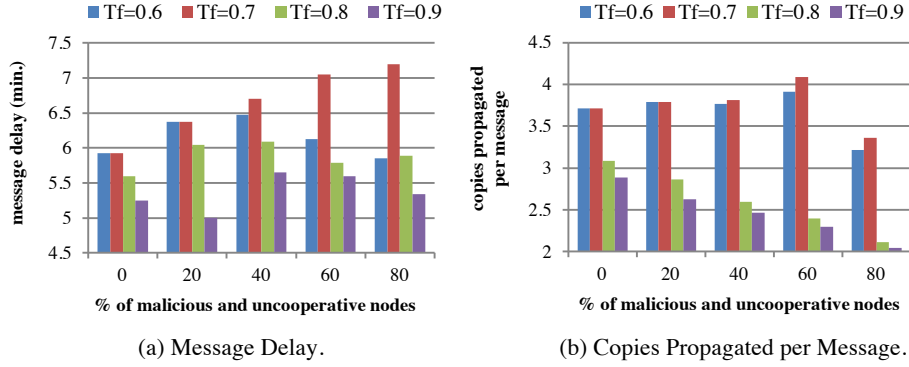 Tf=0.6 Tf=0.7 Tf=0.8 Tf=0.9
7.5
7
6.5
6
5.5
5
4.5
message delay (min.)
0 20 40 60 80
% of malicious and uncooperative nodes
(a) Message Delay.
Tf=0.6 Tf=0.7 Tf=0.8 Tf=0.9
4.5
4
3.5
3
2.5
2
copies propagated
per message
0 20 40 60 80
% of malicious and uncooperative nodes
(b) Copies Propagated per Message.